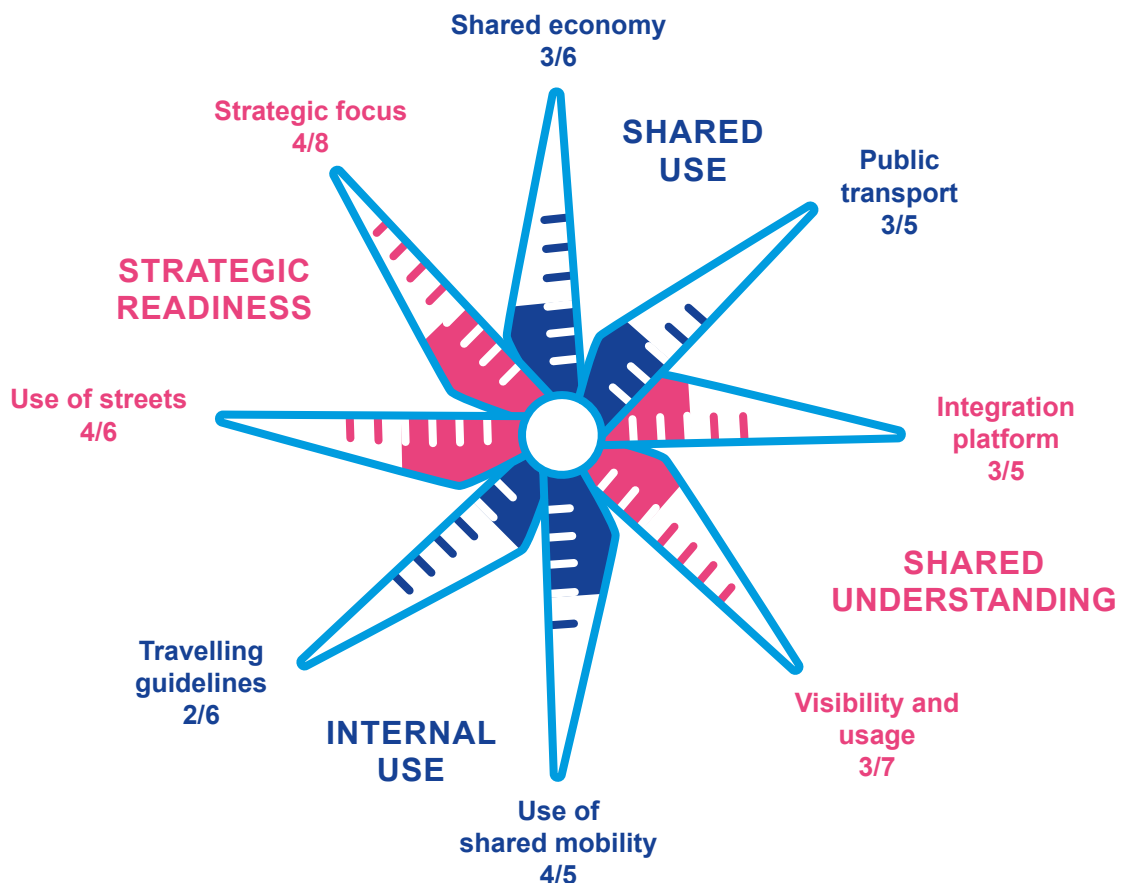 Shared economy
3/6
Strategic focus
4/8
SHARED
USE
Public
transport
3/5
STRATEGIC
READINESS
Use of streets
4/6
Integration
platform
3/5
SHARED
UNDERSTANDING
Travelling
guidelines
2/6
INTERNAL
USE
Visibility and
usage
3/7
Use of
shared mobility
4/5